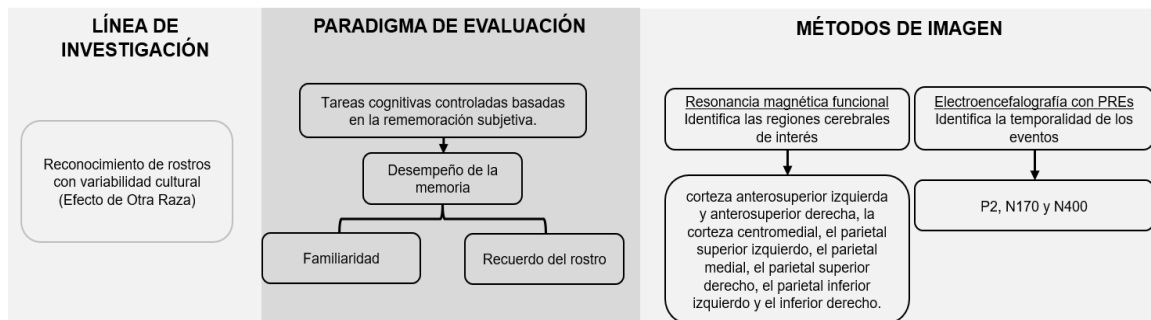 LÍNEA DE
INVESTIGACIÓN
Reconocimiento de rostros
con variabilidad cultural
(Efecto de Otra Raza)
PARADIGMA DE EVALUACIÓN
Tareas cognitivas controladas basadas
en la rememoración subjetiva.
Desempeño de la
memoria
Familiaridad
Recuerdo del rostro
MÉTODOS DE IMAGEN
Resonancia magnética funcional
Identifica las regiones cerebrales
de interés
corteza anterosuperior izquierda
y anterosuperior derecha, la
corteza centromedial, el parietal
superior izquierdo, el parietal
medial, el parietal superior
derecho, el parietal inferior
izquierdo y el inferior derecho.
Electroencefalografía con PREs
Identifica la temporalidad de los
eventos
P2, N170 y N400